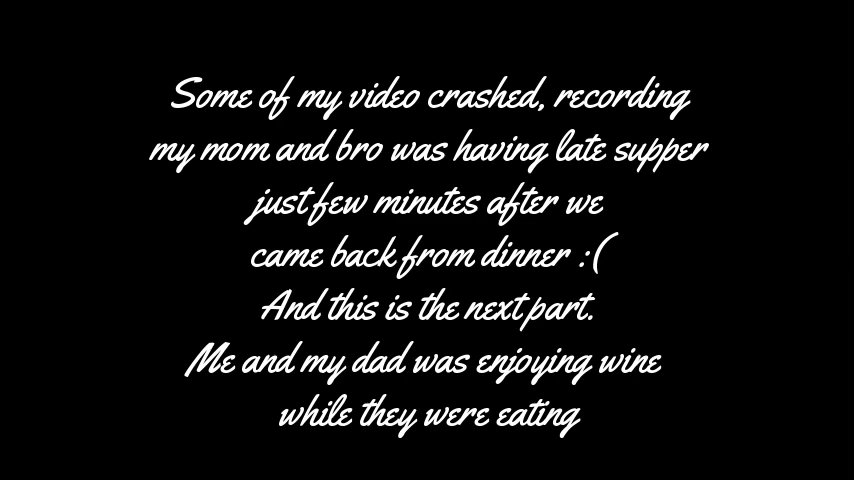 Some of my video crashed, recording
my mom and bro was having late supper
just few minutes after we
came back from dinner :(
And this is the next part.
Me and my dad was enjoying wine
while they were eating